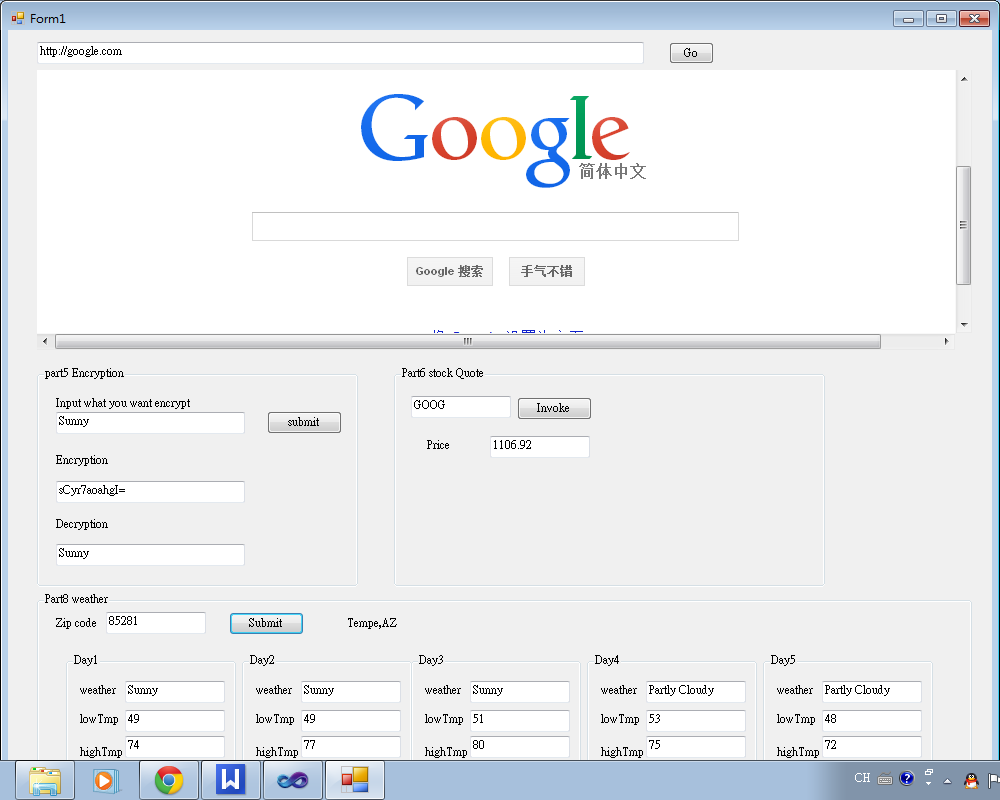 Form1
http://google.com Go
Google
简体中文
Google 搜索 手气不错
part5 Encryption
Input what you want encrypt
Sunny submit
Encryption
sCyr7aoahgI=
Decryption
Sunny
Part6 stock Quote
GOOG Invoke
Price 1106.92
Part8 weather
Zip code 85281 Submit Tempe,AZ
Day1 Day2 Day3 Day4 Day5
weather Sunny weather Sunny weather Sunny weather Partly Cloudy weather Partly Cloudy
lowTmp 49 lowTmp 49 lowTmp 51 lowTmp 53 lowTmp 48
highTmp 74 highTmp 77 highTmp 80 highTmp 75 highTmp 72
W CH ?